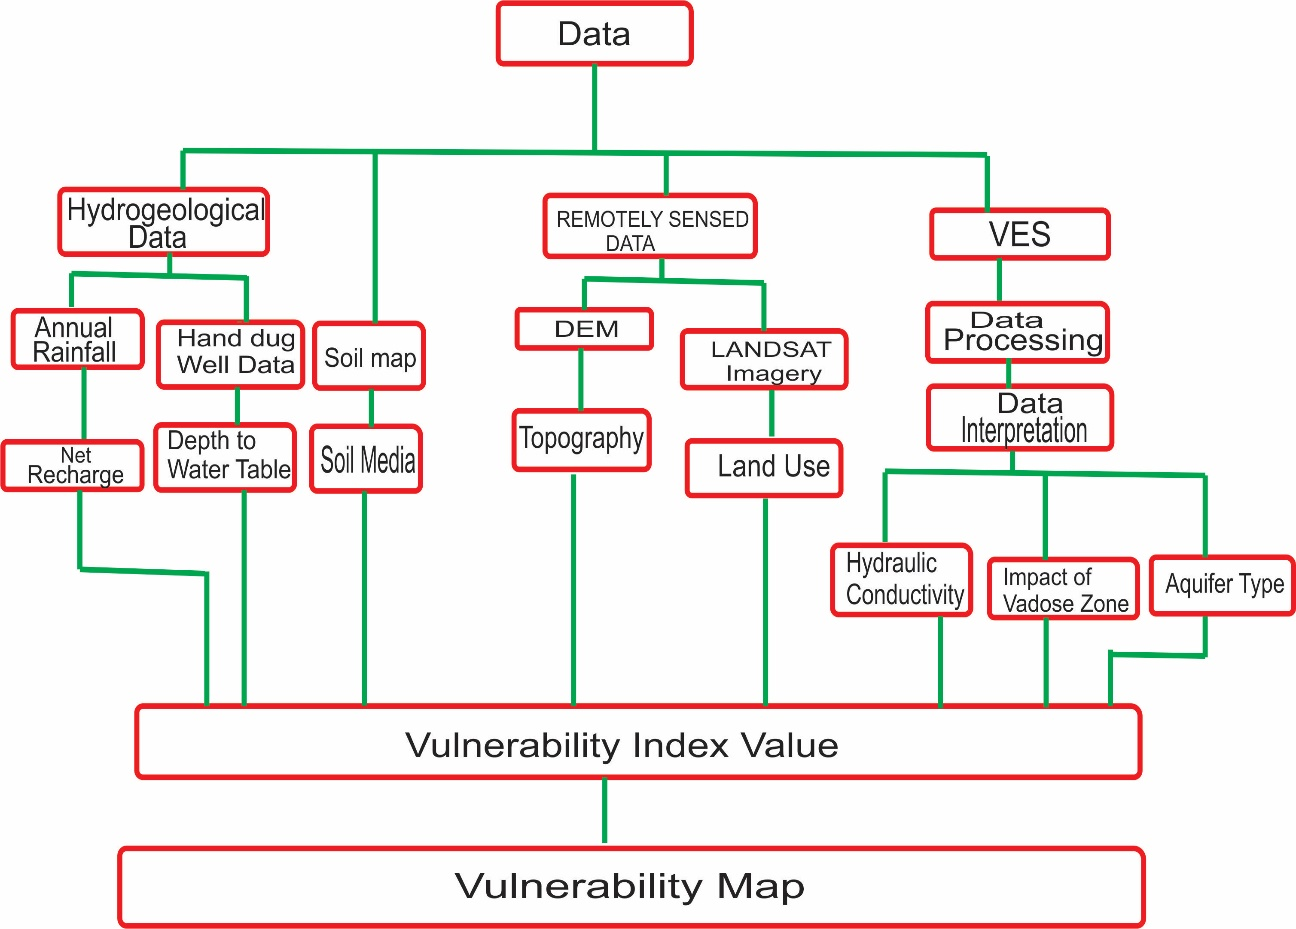 Data
Hydrogeological
Data
REMOTELY SENSED
DATA
VES
Annual
Rainfall
Hand dug
Well Data
Soil map
DEM
LANDSAT
Imagery
Data
Processing
Net
Recharge
Depth to
Water Table
Soil Media
Topography
Land Use
Data
Interpretation
Hydraulic
Conductivity
Impact of
Vadose Zone
Aquifer Type
Vulnerability Index Value
Vulnerability Map